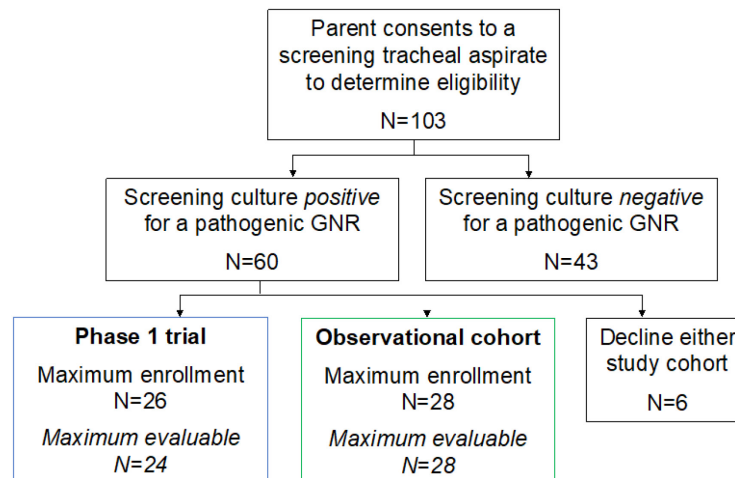 Parent consents to a
screening tracheal aspirate
to determine eligibility
N=103
Screening culture positive
for a pathogenic GNR
N=60
Screening culture negative
for a pathogenic GNR
N=43
Phase 1 trial
Maximum enrollment
N=26
Maximum evaluable
N=24
Observational cohort
Maximum enrollment
N=28
Maximum evaluable
N=28
Decline either
study cohort
N=6